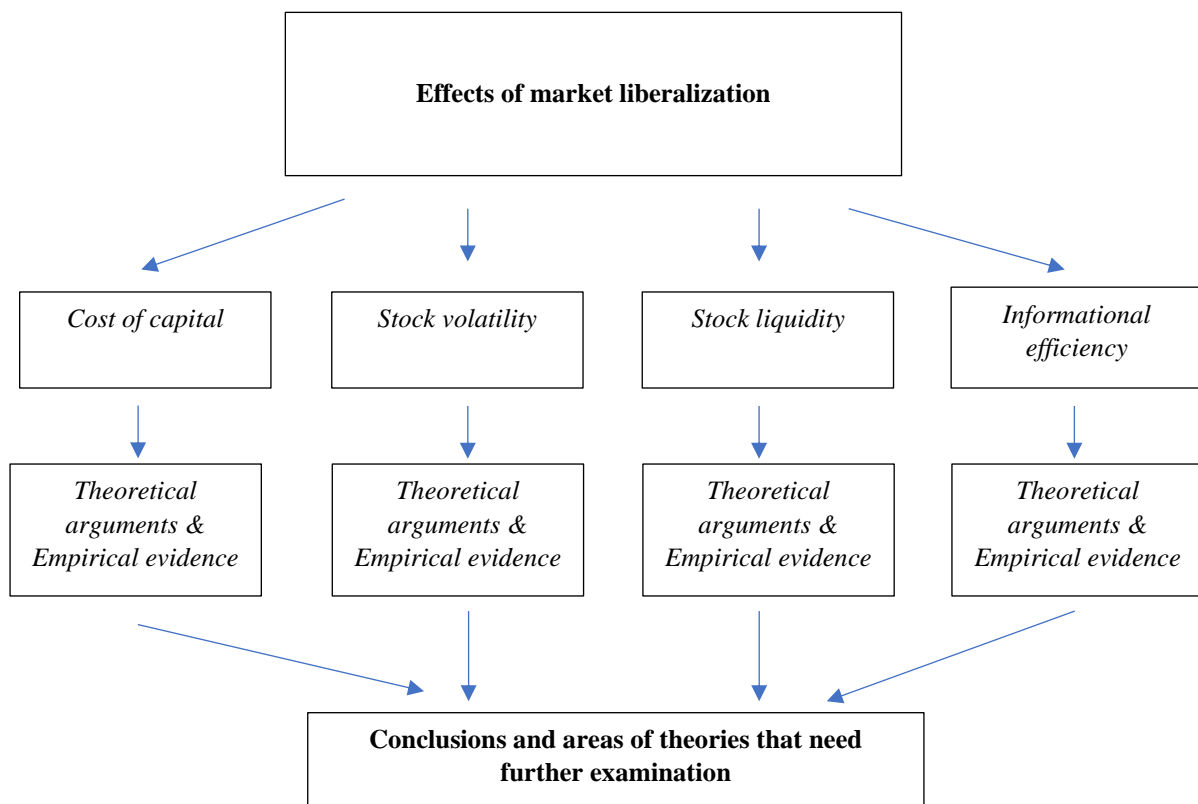 Effects of market liberalization
Cost of capital
Stock volatility
Stock liquidity
Informational
efficiency
Theoretical
arguments &
Empirical evidence
Theoretical
arguments &
Empirical evidence
Theoretical
arguments &
Empirical evidence
Theoretical
arguments &
Empirical evidence
Conclusions and areas of theories that need
further examination